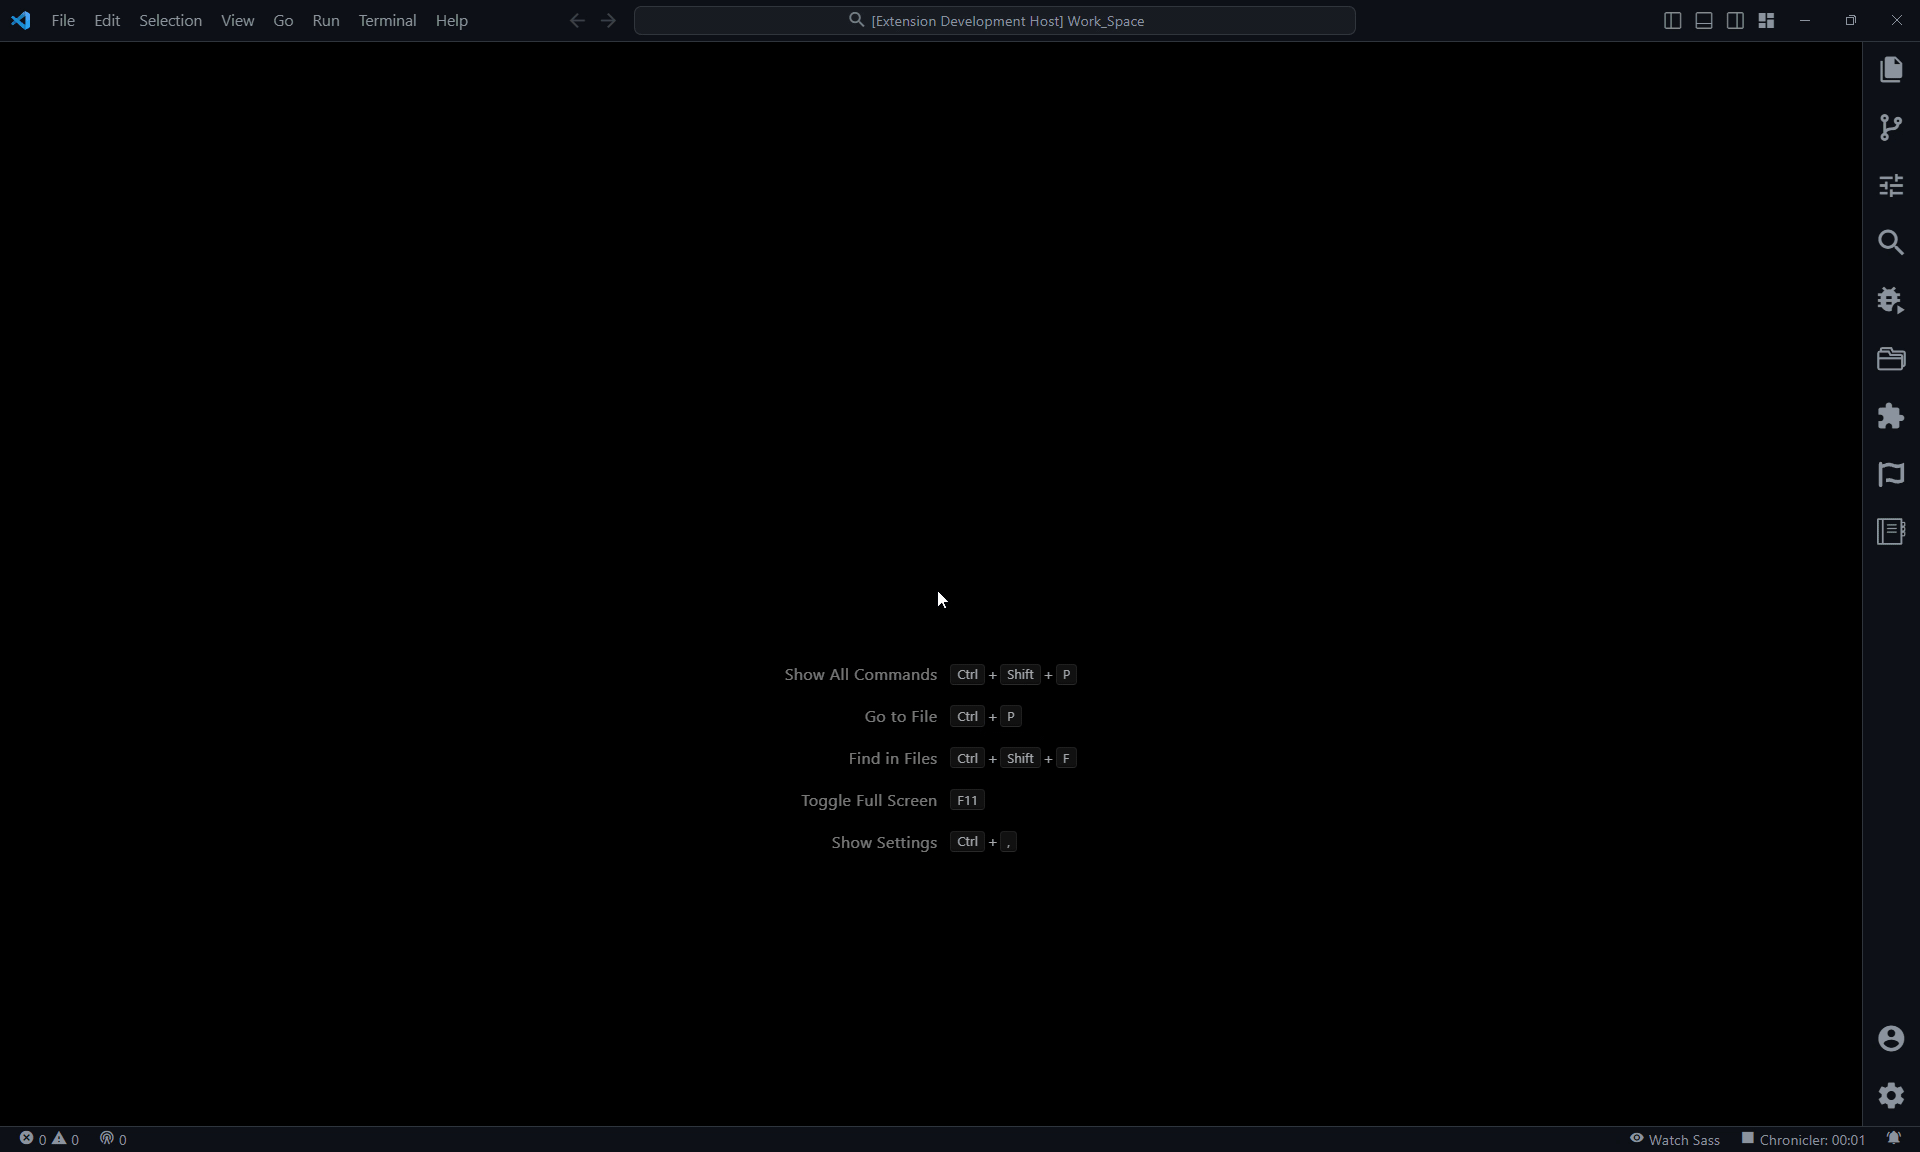 File Edit Selection View Go Run Terminal Help [Extension Development Host] Work_Space
Show All Commands Ctrl + Shift + P
Go to File Ctrl + P
Find in Files Ctrl + Shift + F
Toggle Full Screen F11
Show Settings Ctrl + ,
0 0 0 Watch Sass Chronicler: 00:01